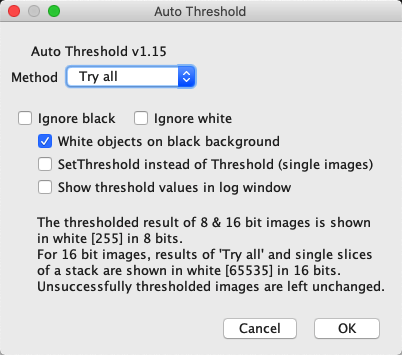 Auto Threshold
Auto Threshold v1.15
Method Try all
Ignore black Ignore white
White objects on black background
SetThreshold instead of Threshold (single images)
Show threshold values in log window
The thresholded result of 8 & 16 bit images is shown
in white [255] in 8 bits.
For 16 bit images, results of 'Try all' and single slices
of a stack are shown in white [65535] in 16 bits.
Unsuccessfully thresholded images are left unchanged.
Cancel OK